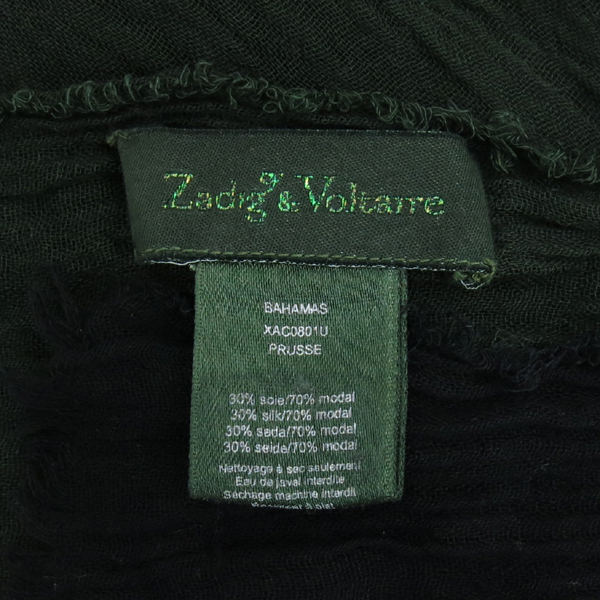 Zadig & Voltaire
BAHAMAS
XAC0801U
PRUSSE
30% soie/70% modal
30% silk/70% modal
30% seda/70% modal
30% seide/70% modal
Nettoyage à sec seulement
Eau de javel interdite
Séchage machine interdit
à plat